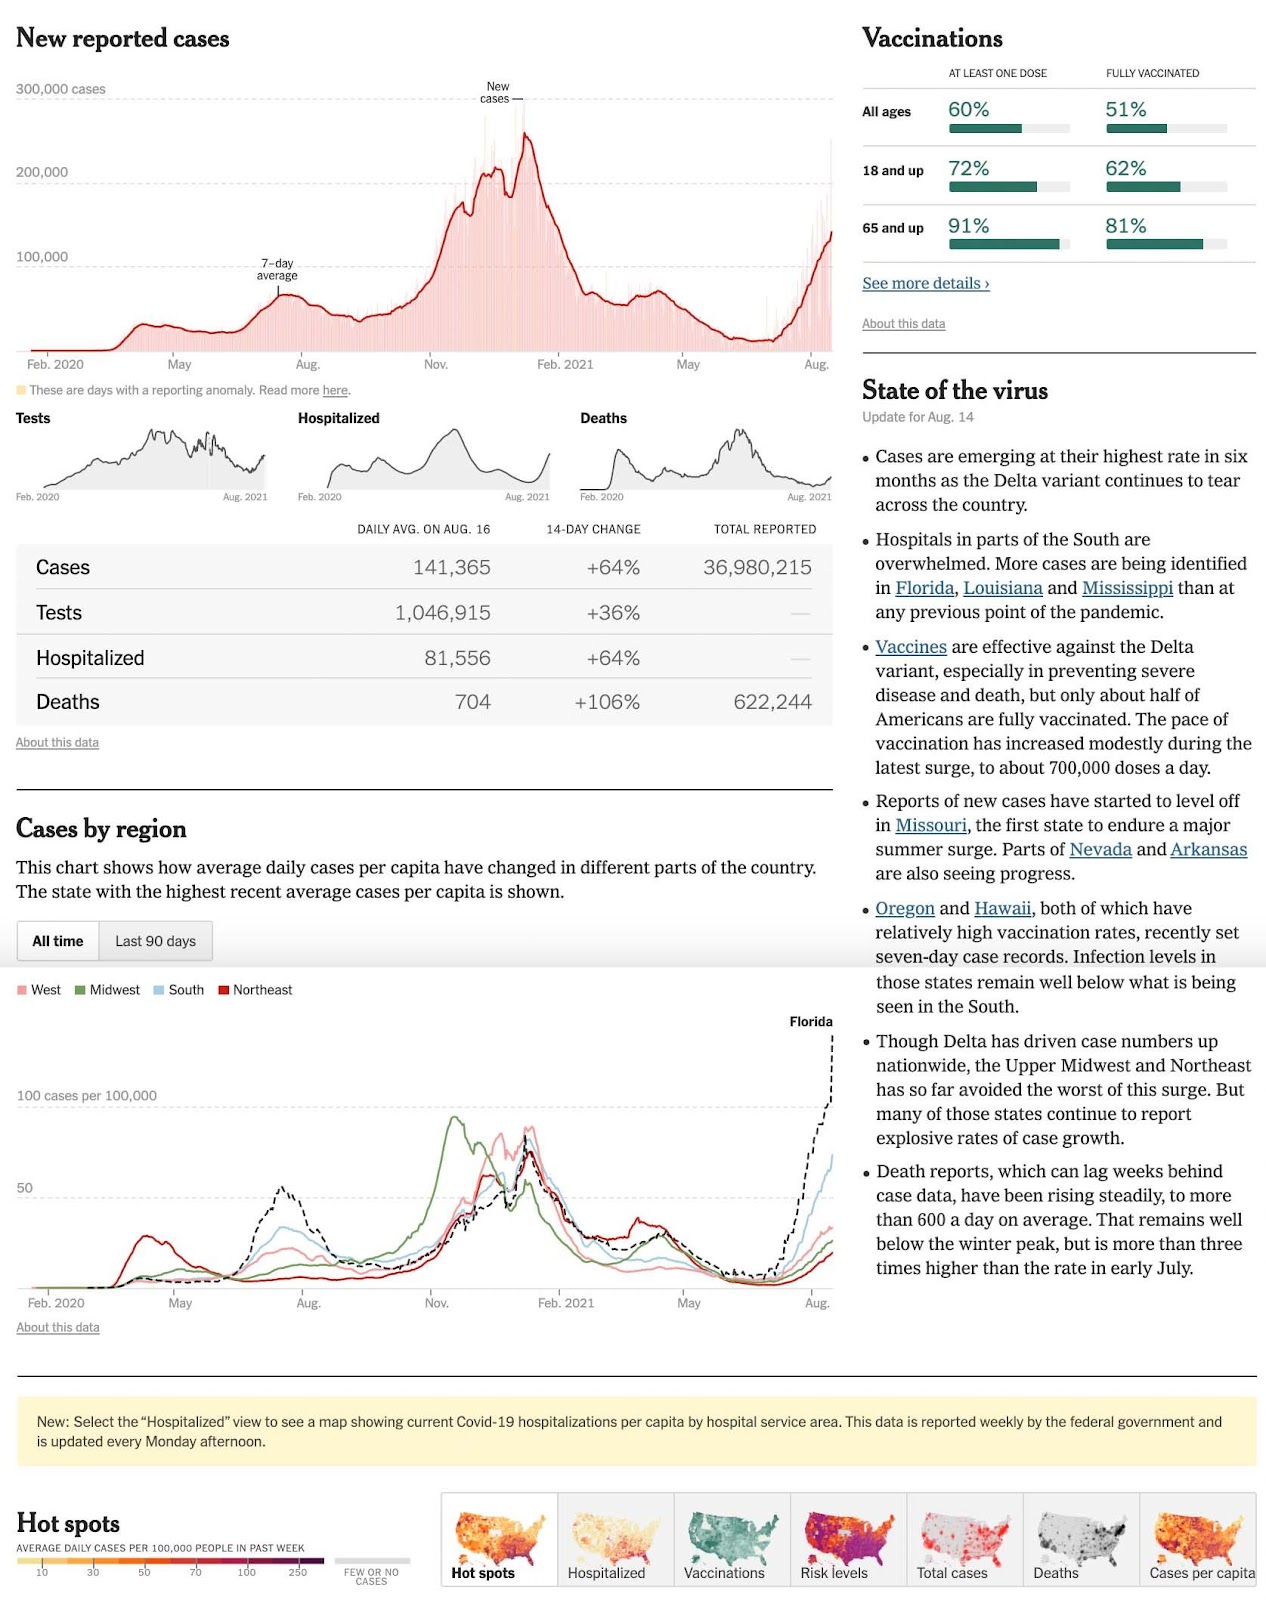 New reported cases
300,000 cases
New
cases
200,000
100,000
7–day
average
Feb. 2020
May
Aug.
Nov.
Feb. 2021
May
Aug.
These are days with a reporting anomaly. Read more here.
Tests
Feb. 2020
Aug. 2021
Hospitalized
Feb. 2020
Aug. 2021
Deaths
Feb. 2020
Aug. 2021
DAILY AVG. ON AUG. 16 14-DAY CHANGE TOTAL REPORTED
Cases 141,365 +64% 36,980,215
Tests 1,046,915 +36% —
Hospitalized 81,556 +64% —
Deaths 704 +106% 622,244
About this data
Cases by region
This chart shows how average daily cases per capita have changed in different parts of the country.
The state with the highest recent average cases per capita is shown.
All time Last 90 days
West Midwest South Northeast
Florida
100 cases per 100,000
50
Feb. 2020
May
Aug.
Nov.
Feb. 2021
May
Aug.
About this data
Vaccinations
AT LEAST ONE DOSE FULLY VACCINATED
All ages 60% 51%
18 and up 72% 62%
65 and up 91% 81%
See more details ›
About this data
State of the virus
Update for Aug. 14
• Cases are emerging at their highest rate in six
months as the Delta variant continues to tear
across the country.
• Hospitals in parts of the South are
overwhelmed. More cases are being identified
in Florida, Louisiana and Mississippi than at
any previous point of the pandemic.
• Vaccines are effective against the Delta
variant, especially in preventing severe
disease and death, but only about half of
Americans are fully vaccinated. The pace of
vaccination has increased modestly during the
latest surge, to about 700,000 doses a day.
• Reports of new cases have started to level off
in Missouri, the first state to endure a major
summer surge. Parts of Nevada and Arkansas
are also seeing progress.
• Oregon and Hawaii, both of which have
relatively high vaccination rates, recently set
seven-day case records. Infection levels in
those states remain well below what is being
seen in the South.
• Though Delta has driven case numbers up
nationwide, the Upper Midwest and Northeast
has so far avoided the worst of this surge. But
many of those states continue to report
explosive rates of case growth.
• Death reports, which can lag weeks behind
case data, have been rising steadily, to more
than 600 a day on average. That remains well
below the winter peak, but is more than three
times higher than the rate in early July.
New: Select the “Hospitalized” view to see a map showing current Covid-19 hospitalizations per capita by hospital service area. This data is reported weekly by the federal government and
is updated every Monday afternoon.
Hot spots
AVERAGE DAILY CASES PER 100,000 PEOPLE IN PAST WEEK
10 30 50 70 100 250
FEW OR NO
CASES
Hot spots
Hospitalized
Vaccinations
Risk levels
Total cases
Deaths
Cases per capita